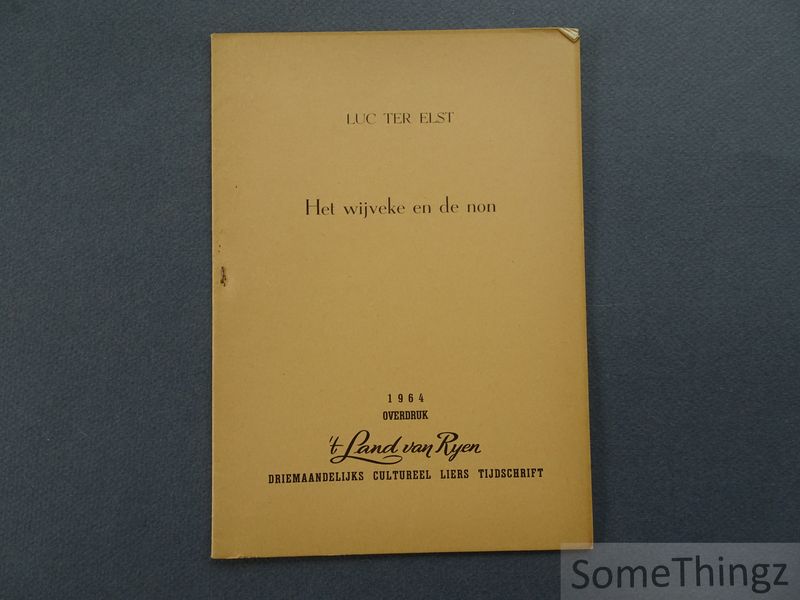 LUC TER ELST
Het wijveke en de non
1964
OVERDRUK
't Land van Ryen
DRIEMAANDELIJKS CULTUREEL LIERS TIJDSCHRIFT
SomeThingz